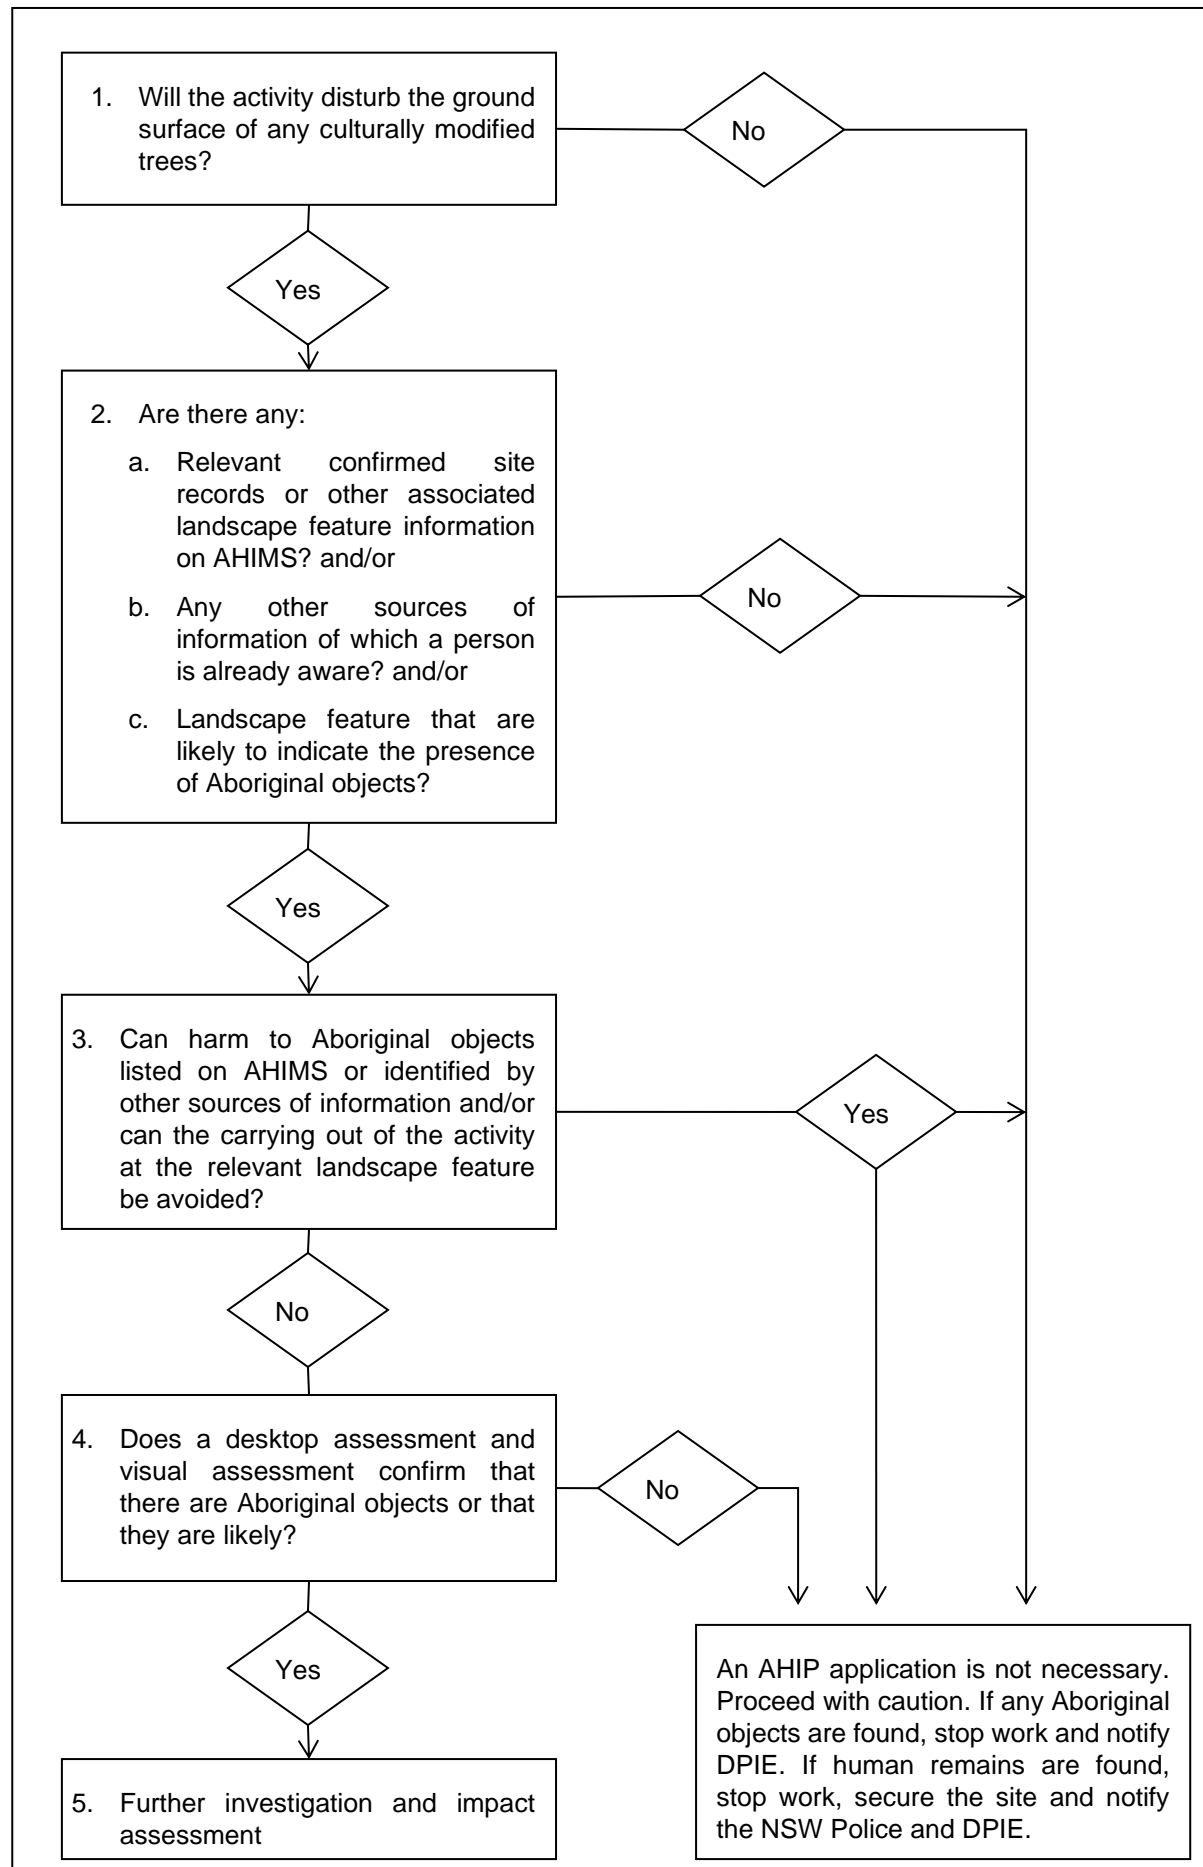 1. Will the activity disturb the ground
surface of any culturally modified
trees?
No
Yes
2. Are there any:
a. Relevant confirmed site
records or other associated
landscape feature information
on AHIMS? and/or
b. Any other sources of
information of which a person
is already aware? and/or
c. Landscape feature that are
likely to indicate the presence
of Aboriginal objects?
No
Yes
3. Can harm to Aboriginal objects
listed on AHIMS or identified by
other sources of information and/or
can the carrying out of the activity
at the relevant landscape feature
be avoided?
Yes
No
4. Does a desktop assessment and
visual assessment confirm that
there are Aboriginal objects or that
they are likely?
No
Yes
5. Further investigation and impact
assessment
An AHIP application is not necessary.
Proceed with caution. If any Aboriginal
objects are found, stop work and notify
DPIE. If human remains are found,
stop work, secure the site and notify
the NSW Police and DPIE.